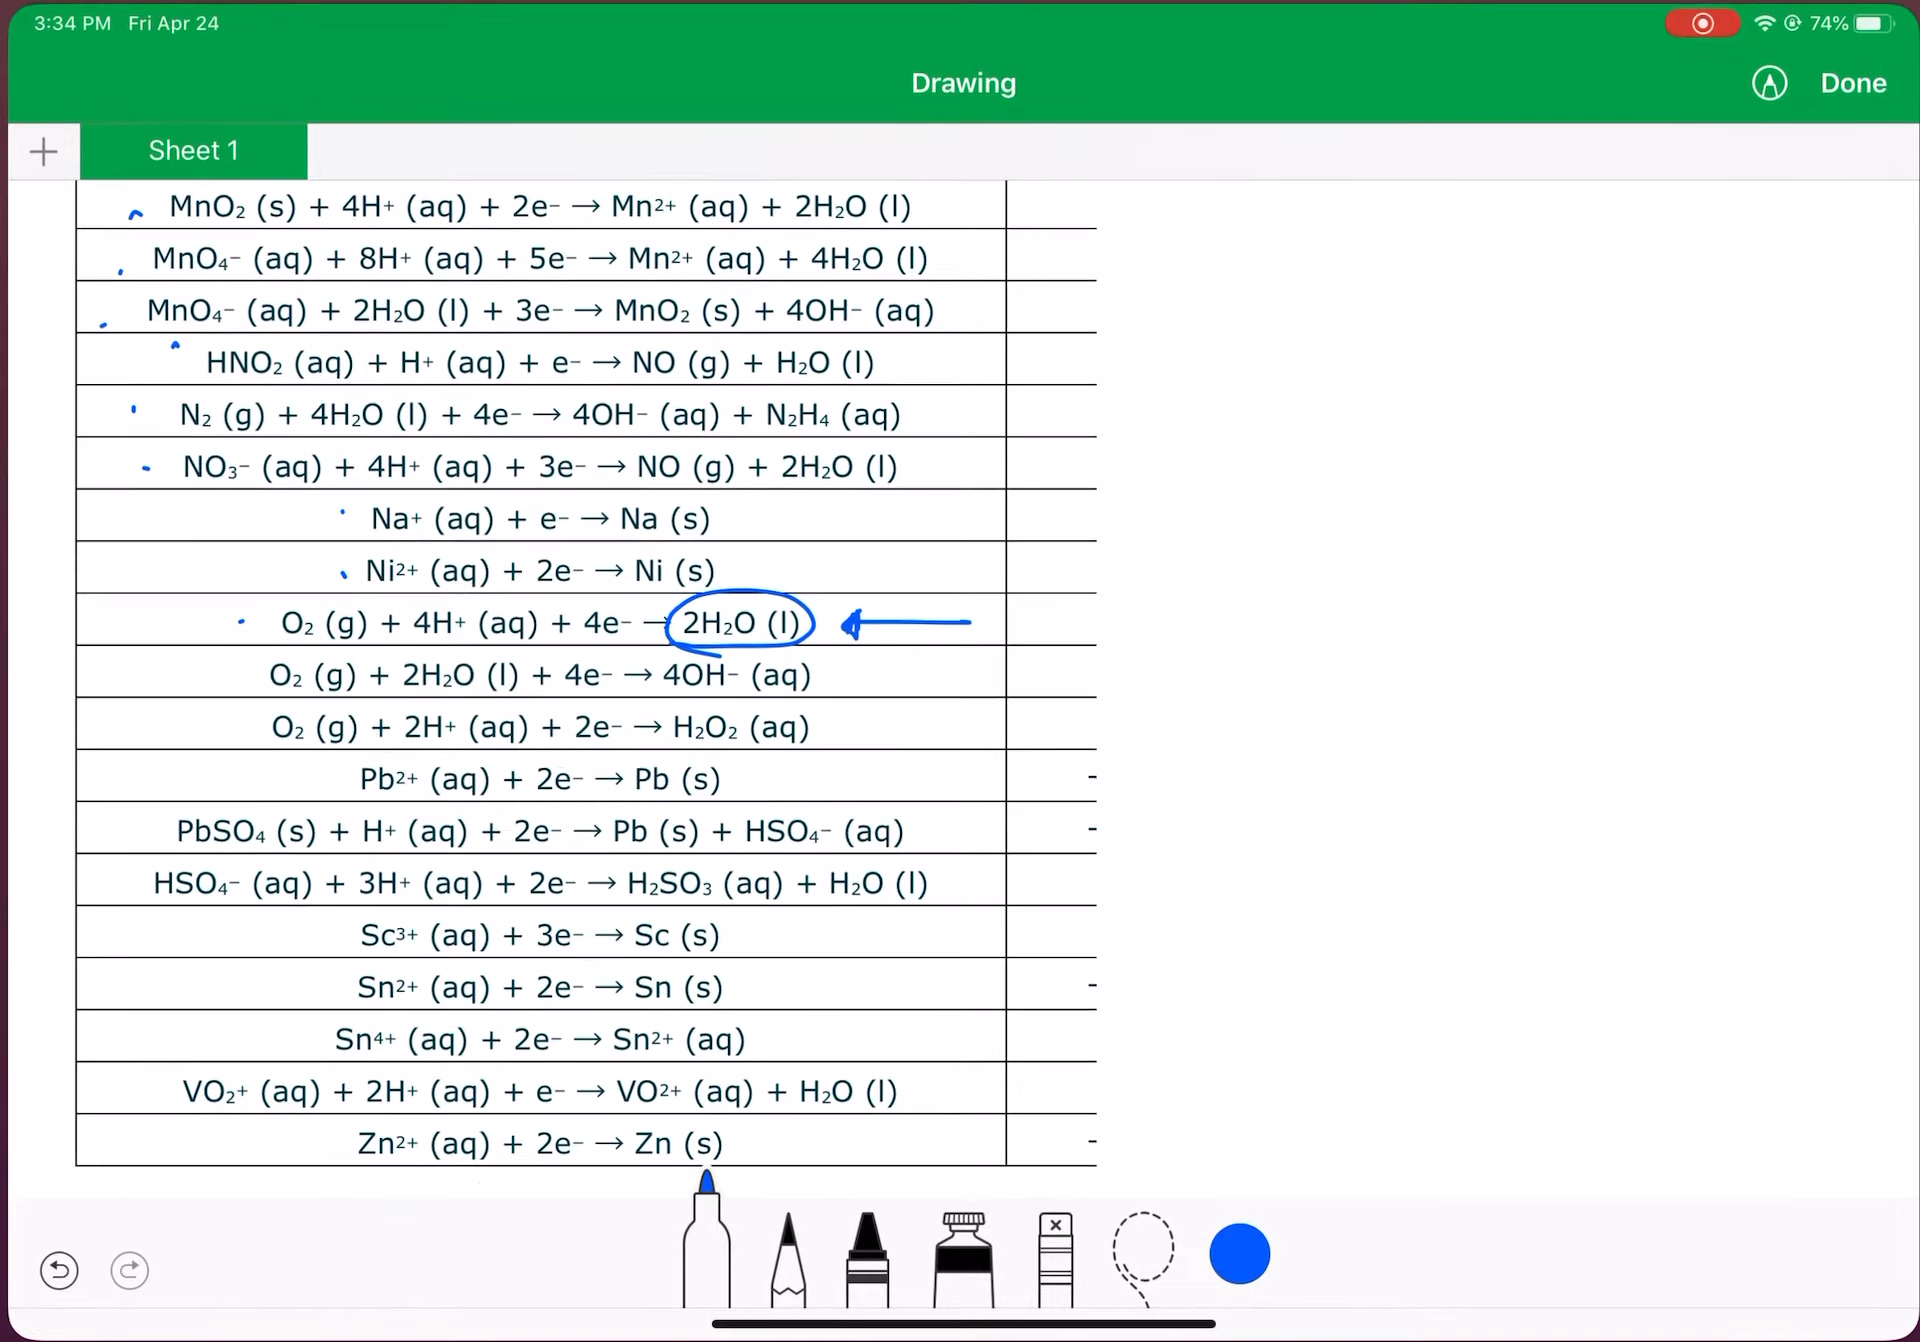 3:34 PM Fri Apr 24 74%
Drawing Done
Sheet 1
MnO₂ (s) + 4H⁺ (aq) + 2e⁻ → Mn²⁺ (aq) + 2H₂O (l)
MnO₄⁻ (aq) + 8H⁺ (aq) + 5e⁻ → Mn²⁺ (aq) + 4H₂O (l)
MnO₄⁻ (aq) + 2H₂O (l) + 3e⁻ → MnO₂ (s) + 4OH⁻ (aq)
HNO₂ (aq) + H⁺ (aq) + e⁻ → NO (g) + H₂O (l)
N₂ (g) + 4H₂O (l) + 4e⁻ → 4OH⁻ (aq) + N₂H₄ (aq)
NO₃⁻ (aq) + 4H⁺ (aq) + 3e⁻ → NO (g) + 2H₂O (l)
Na⁺ (aq) + e⁻ → Na (s)
Ni²⁺ (aq) + 2e⁻ → Ni (s)
O₂ (g) + 4H⁺ (aq) + 4e⁻ → 2H₂O (l)
O₂ (g) + 2H₂O (l) + 4e⁻ → 4OH⁻ (aq)
O₂ (g) + 2H⁺ (aq) + 2e⁻ → H₂O₂ (aq)
Pb²⁺ (aq) + 2e⁻ → Pb (s) -
PbSO₄ (s) + H⁺ (aq) + 2e⁻ → Pb (s) + HSO₄⁻ (aq) -
HSO₄⁻ (aq) + 3H⁺ (aq) + 2e⁻ → H₂SO₃ (aq) + H₂O (l)
Sc³⁺ (aq) + 3e⁻ → Sc (s)
Sn²⁺ (aq) + 2e⁻ → Sn (s) -
Sn⁴⁺ (aq) + 2e⁻ → Sn²⁺ (aq)
VO₂⁺ (aq) + 2H⁺ (aq) + e⁻ → VO²⁺ (aq) + H₂O (l)
Zn²⁺ (aq) + 2e⁻ → Zn (s) -